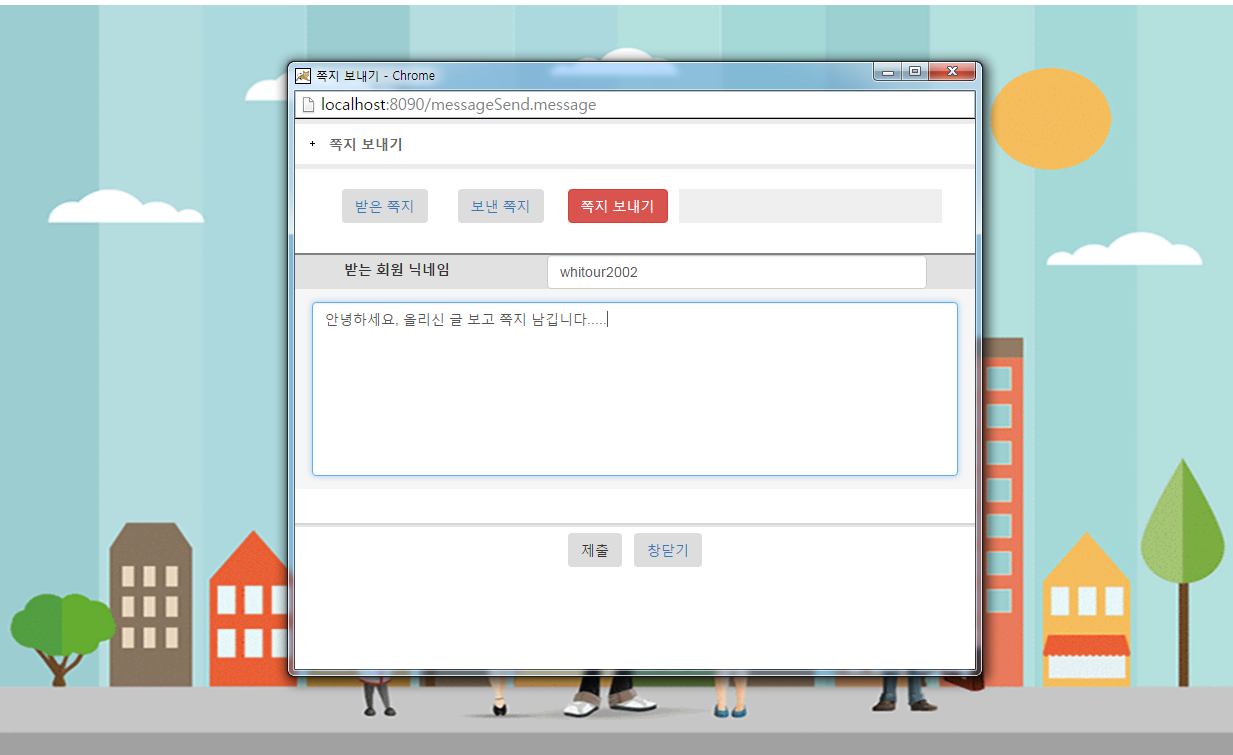 쪽지 보내기 - Chrome
localhost:8090/messageSend.message
+ 쪽지 보내기
받은 쪽지 보낸 쪽지 쪽지 보내기
받는 회원 닉네임 whitour2002
안녕하세요, 올리신 글 보고 쪽지 남깁니다.....
제출 창닫기